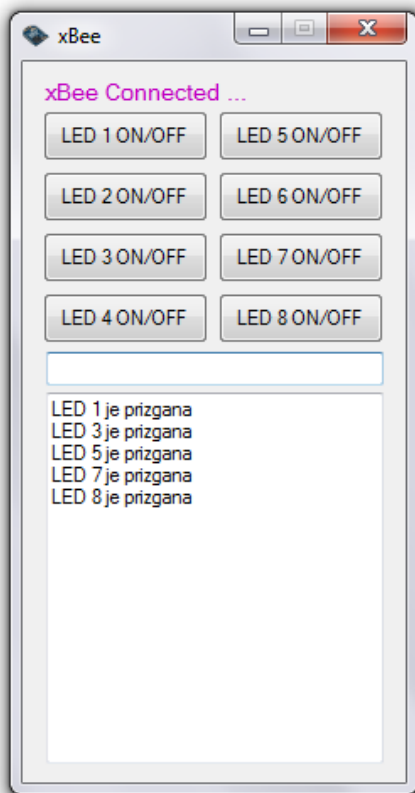 xBee
xBee Connected ...
LED 1 ON/OFF LED 5 ON/OFF
LED 2 ON/OFF LED 6 ON/OFF
LED 3 ON/OFF LED 7 ON/OFF
LED 4 ON/OFF LED 8 ON/OFF
LED 1 je prizgana
LED 3 je prizgana
LED 5 je prizgana
LED 7 je prizgana
LED 8 je prizgana